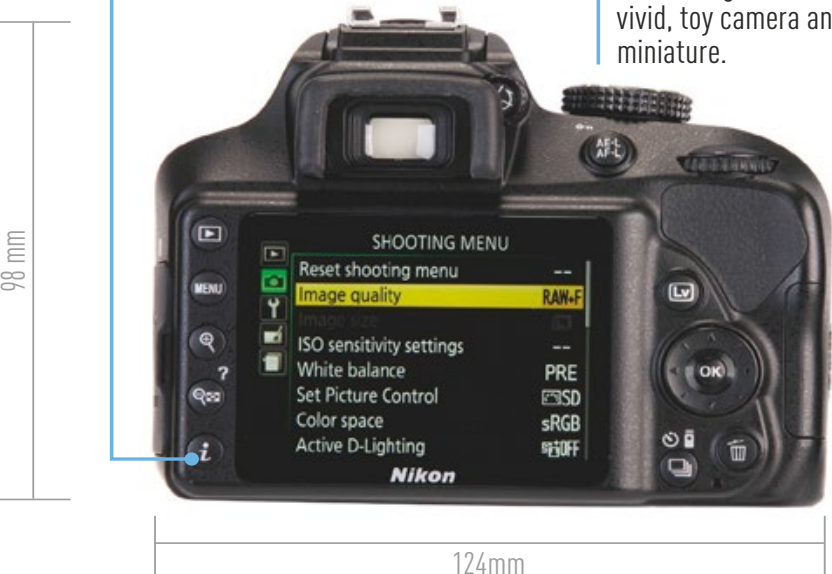 vivid, toy camera an
miniature.
AE-L
AF-L
98 mm
SHOOTING MENU
Reset shooting menu --
Image quality RAW+F
Image size
ISO sensitivity settings --
White balance PRE
Set Picture Control SD
Color space sRGB
Active D-Lighting OFF
MENU
?
i
Lv
OK
Nikon
124mm